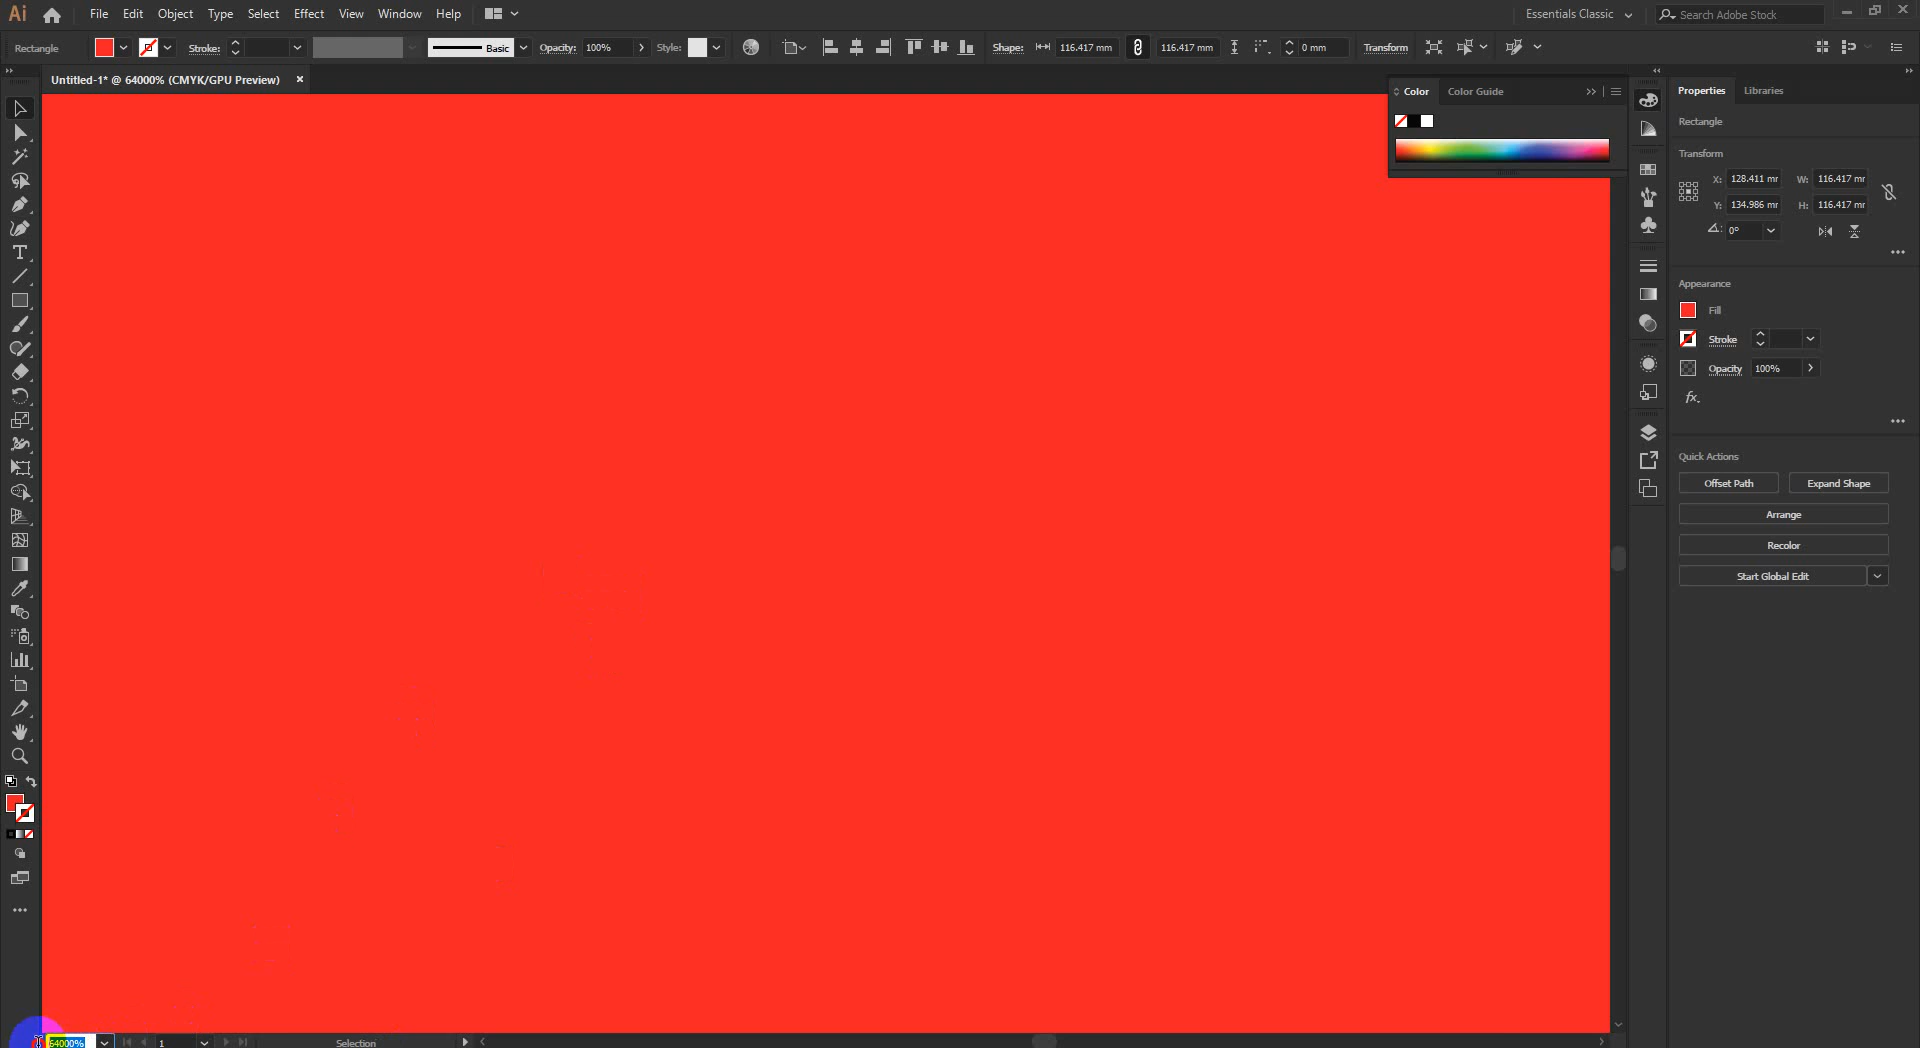 Ai File Edit Object Type Select Effect View Window Help Essentials Classic Search Adobe Stock
Rectangle Stroke: Basic Opacity: 100% Style: Shape: 116.417 mm 116.417 mm 0 mm Transform
Untitled-1* @ 64000% (CMYK/GPU Preview)
Color Color Guide
Properties Libraries
Rectangle
Transform
X: 128.411 mr W: 116.417 mr
Y: 134.986 mr H: 116.417 mr
0°
Appearance
Fill
Stroke
Opacity 100%
fx.
Quick Actions
Offset Path Expand Shape
Arrange
Recolor
Start Global Edit
64000% 1 Selection